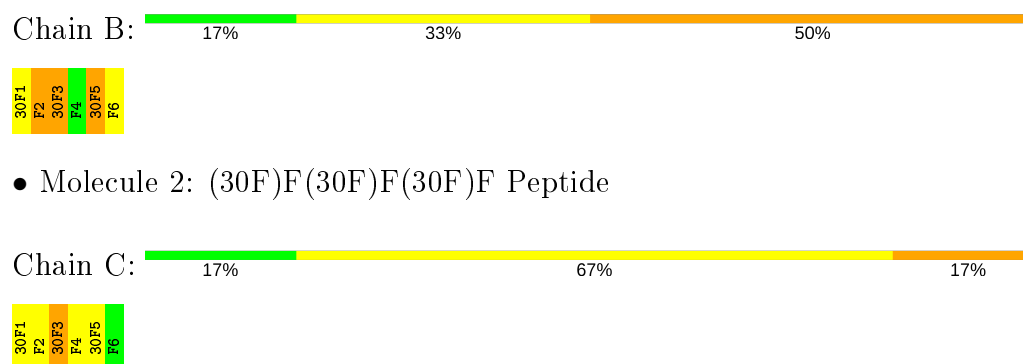 Chain B:
17% 33% 50%
30F1 F2 30F3 F4 30F5 F6
• Molecule 2: (30F)F(30F)F(30F)F Peptide
Chain C:
17% 67% 17%
30F1 F2 30F3 F4 30F5 F6